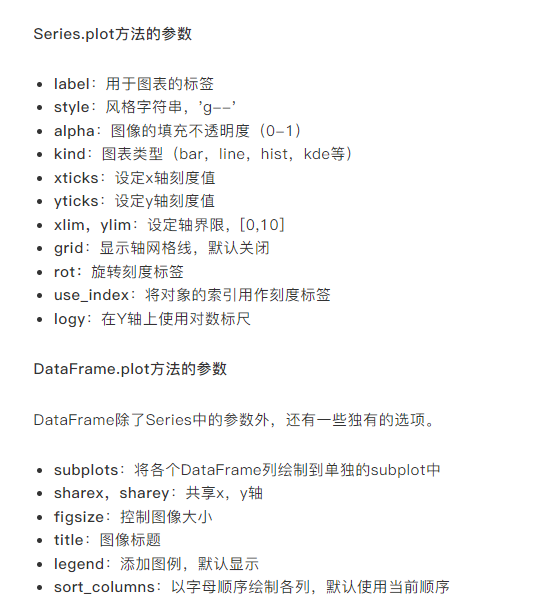 Series.plot方法的参数
label：用于图表的标签
style：风格字符串，'g--'
alpha：图像的填充不透明度（0-1）
kind：图表类型（bar，line，hist，kde等）
xticks：设定x轴刻度值
yticks：设定y轴刻度值
xlim，ylim：设定轴界限，[0,10]
grid：显示轴网格线，默认关闭
rot：旋转刻度标签
use_index：将对象的索引用作刻度标签
logy：在Y轴上使用对数标尺
DataFrame.plot方法的参数
DataFrame除了Series中的参数外，还有一些独有的选项。
subplots：将各个DataFrame列绘制到单独的subplot中
sharex，sharey：共享x，y轴
figsize：控制图像大小
title：图像标题
legend：添加图例，默认显示
sort_columns：以字母顺序绘制各列，默认使用当前顺序